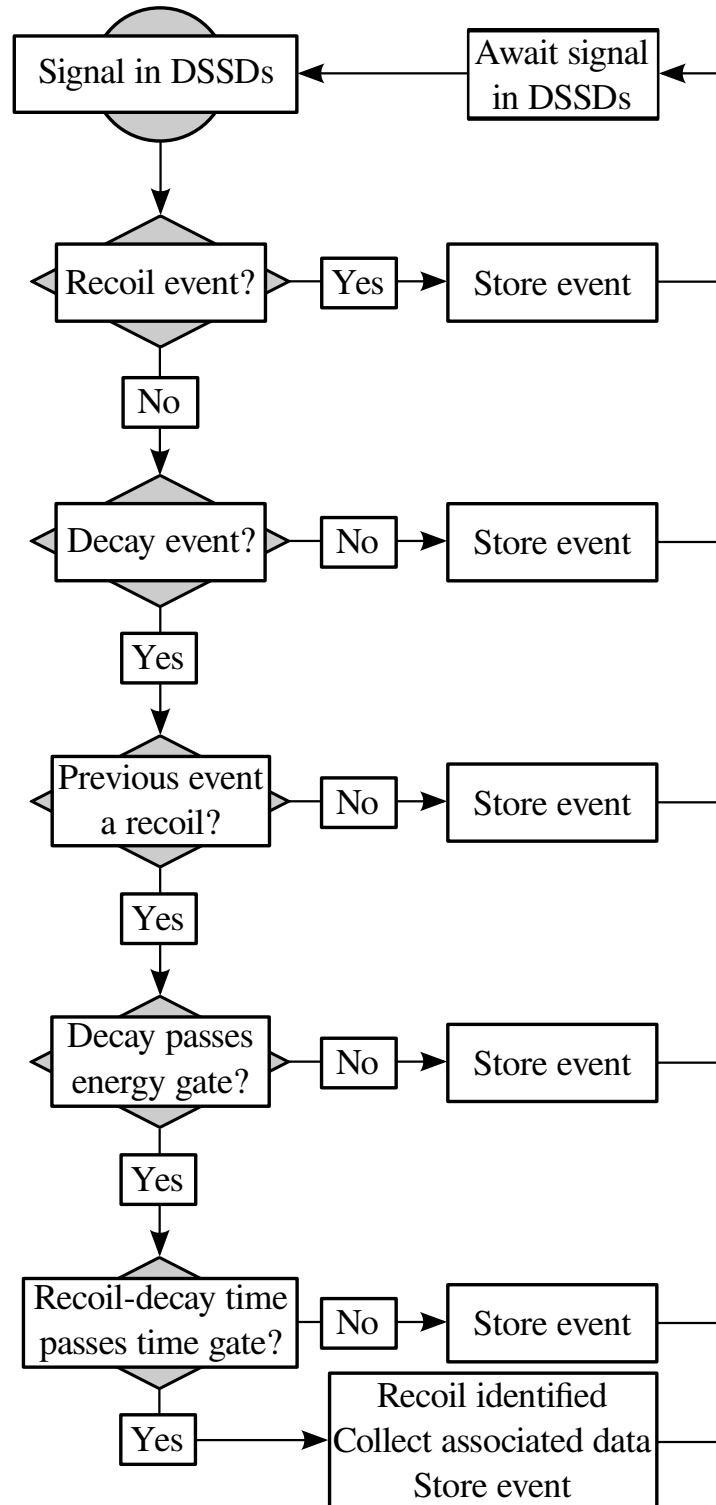 Signal in DSSDs
Await signal
in DSSDs
Recoil event?
Yes
Store event
No
Decay event?
No
Store event
Yes
Previous event
a recoil?
No
Store event
Yes
Decay passes
energy gate?
No
Store event
Yes
Recoil-decay time
passes time gate?
No
Store event
Yes
Recoil identified
Collect associated data
Store event